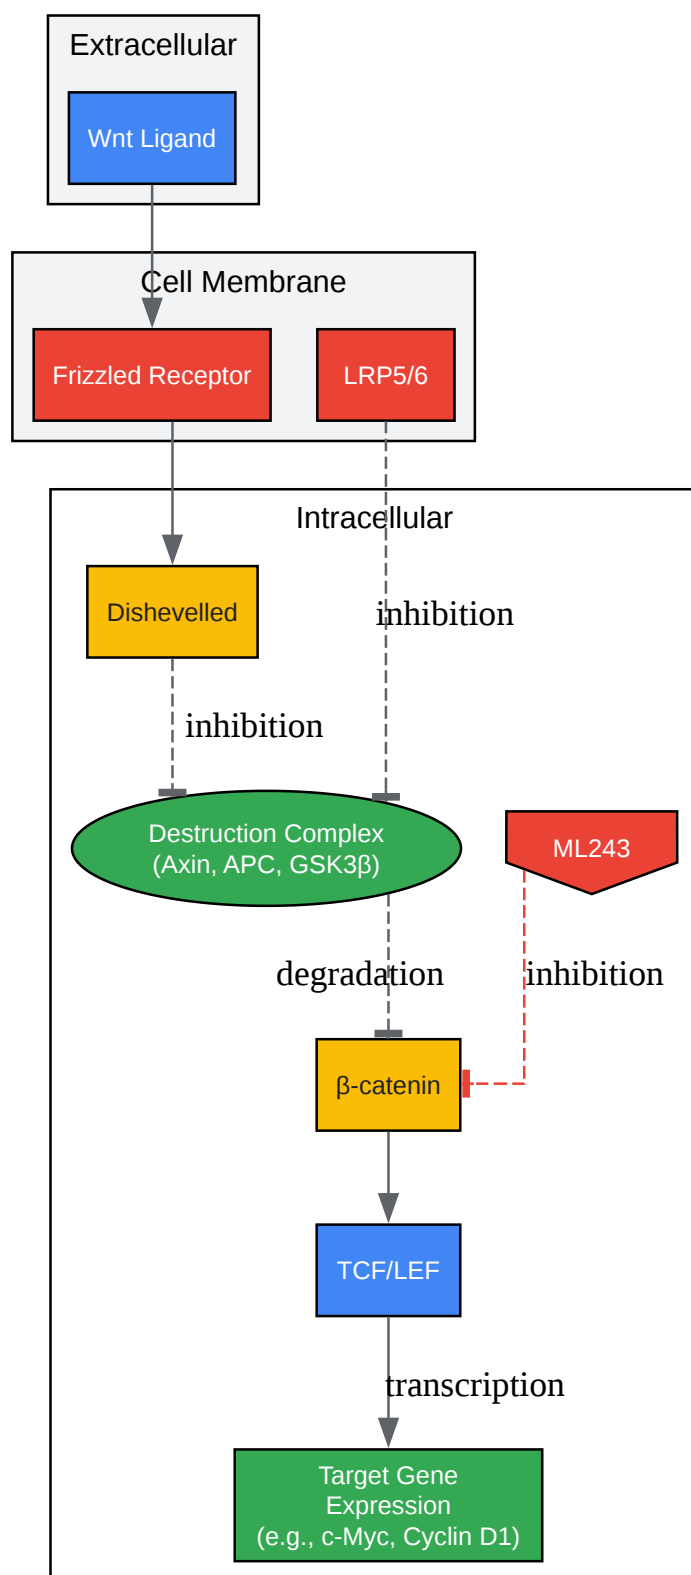 Extracellular
Wnt Ligand
Cell Membrane
Frizzled Receptor
LRP5/6
Intracellular
Dishevelled
inhibition
inhibition
Destruction Complex
(Axin, APC, GSK3β)
ML243
degradation
inhibition
β-catenin
TCF/LEF
transcription
Target Gene
Expression
(e.g., c-Myc, Cyclin D1)